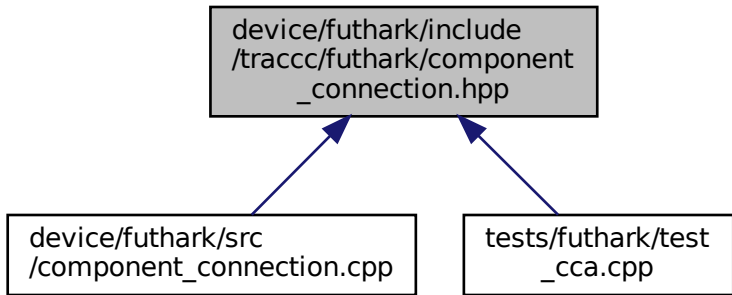 device/futhark/include
/traccc/futhark/component
_connection.hpp
device/futhark/src
/component_connection.cpp
tests/futhark/test
_cca.cpp